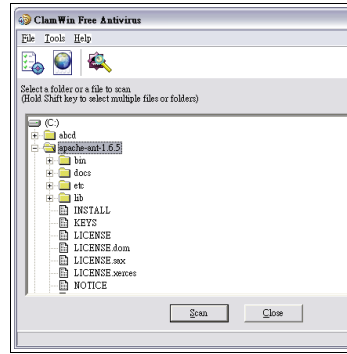 ClamWin Free Antivirus
File Tools Help
Select a folder or a file to scan
(Hold Shift key to select multiple files or folders)
(C:)
abcd
apache-ant-1.6.5
bin
docs
etc
lib
INSTALL
KEYS
LICENSE
LICENSE.dom
LICENSE.sax
LICENSE.xerces
NOTICE
Scan Close